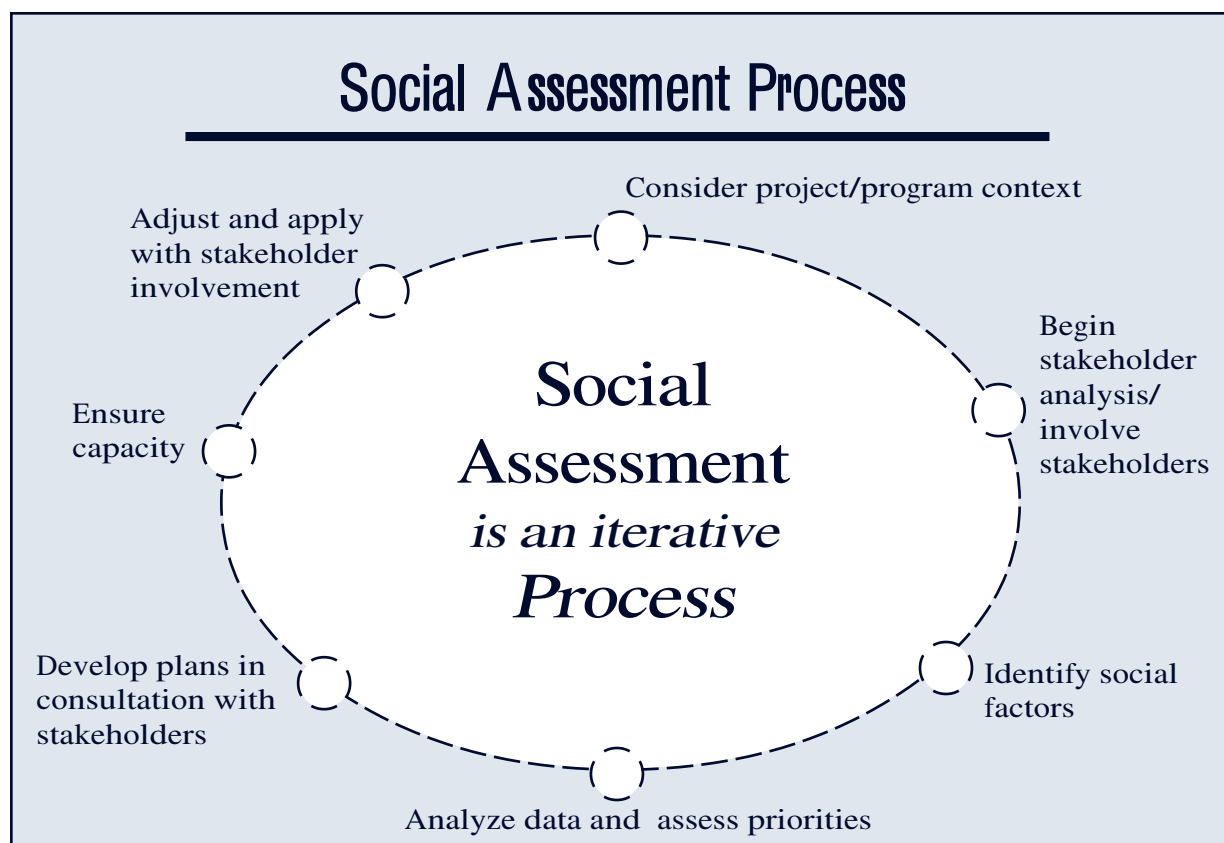 Social Assessment Process
Consider project/program context
Adjust and apply
with stakeholder
involvement
Begin
stakeholder
analysis/
involve
stakeholders
Social
Assessment
is an iterative
Process
Ensure
capacity
Develop plans in
consultation with
stakeholders
Identify social
factors
Analyze data and assess priorities